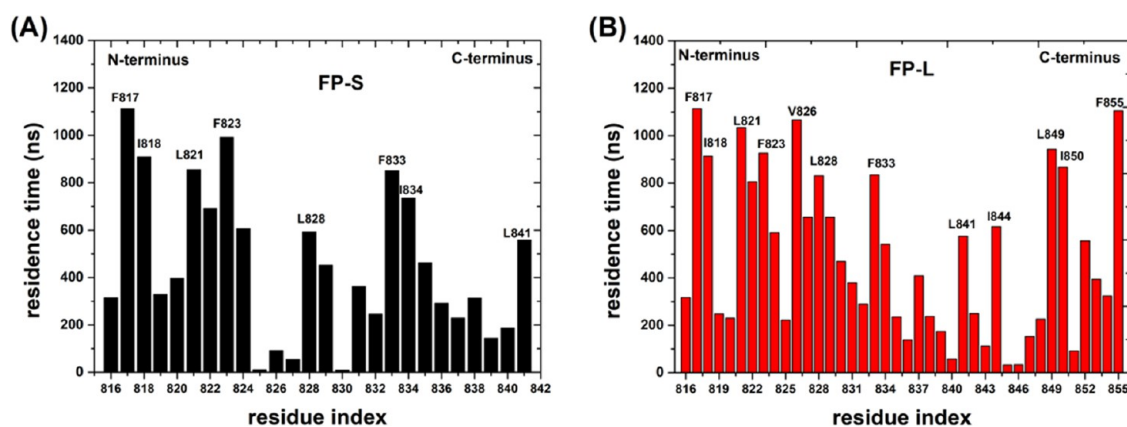 (A)
1400
1200
1000
800
600
400
200
0
residence time (ns)
N-terminus
C-terminus
FP-S
F817
I818
L821
F823
L828
F833
I834
L841
816 818 820 822 824 826 828 830 832 834 836 838 840 842
residue index
(B)
1400
1200
1000
800
600
400
200
0
residence time (ns)
N-terminus
C-terminus
FP-L
F817
I818
L821
F823
V826
L828
F833
L841
I844
L849
I850
F855
816 819 822 825 828 831 834 837 840 843 846 849 852 855
residue index